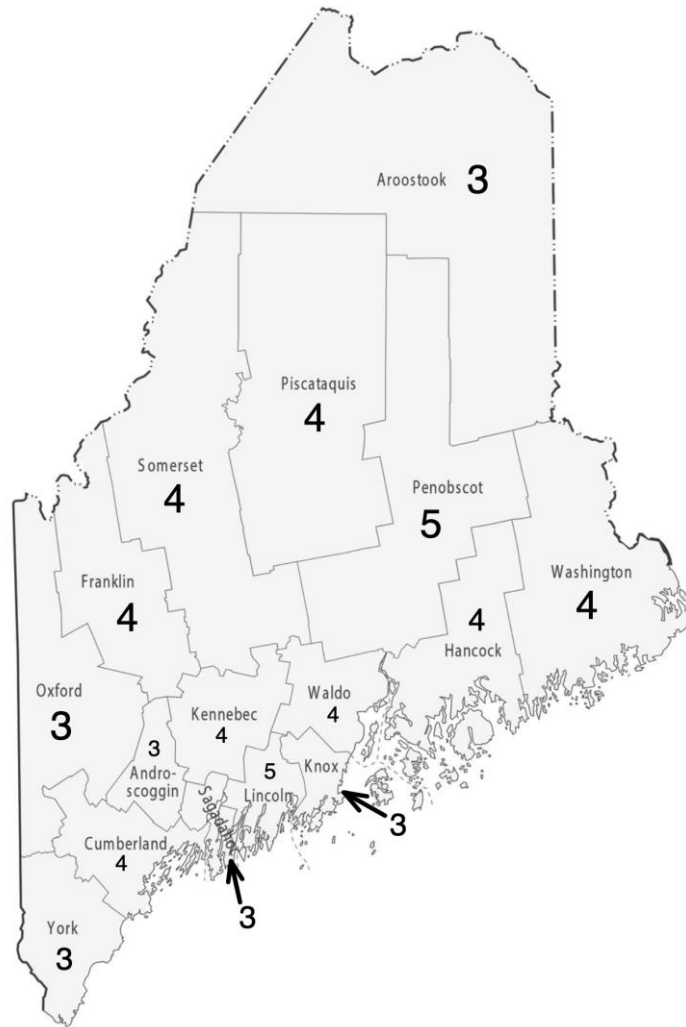 Aroostook 3
Piscataquis
4
Somerset
4
Penobscot
5
Franklin
4
Washington
4
4
Hancock
Oxford
3
Waldo
4
Kennebec
4
3
Andro-
scoggin
5
Lincoln
Knox
3
Sagadahoc
3
Cumberland
4
York
3